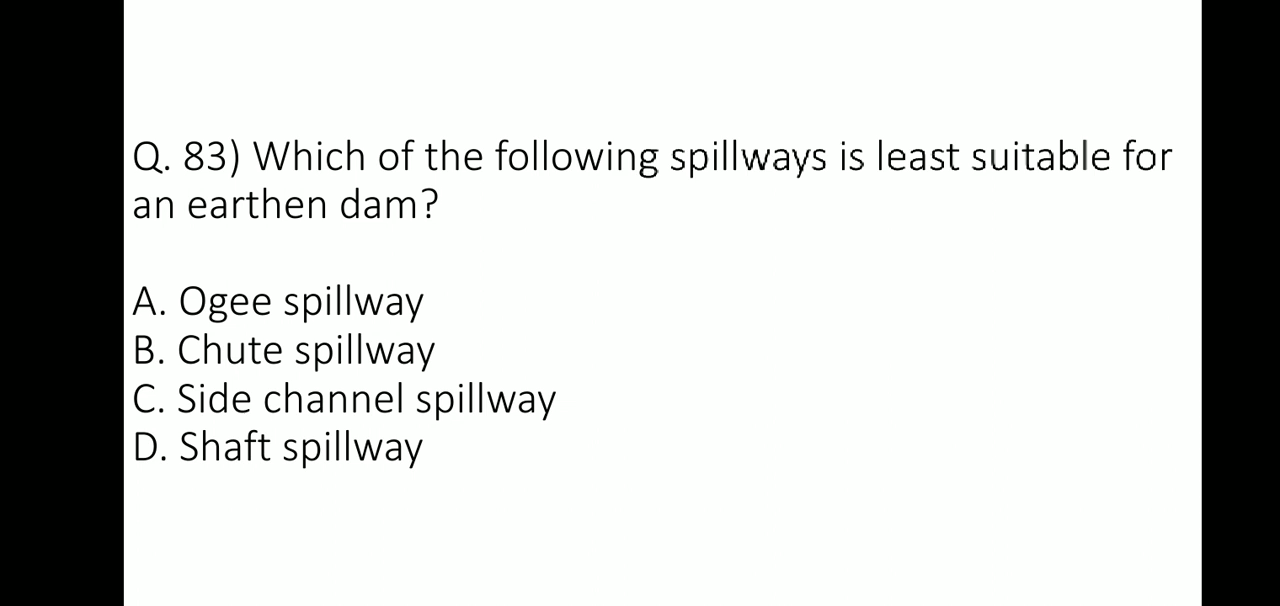 Q. 83) Which of the following spillways is least suitable for
an earthen dam?
A. Ogee spillway
B. Chute spillway
C. Side channel spillway
D. Shaft spillway